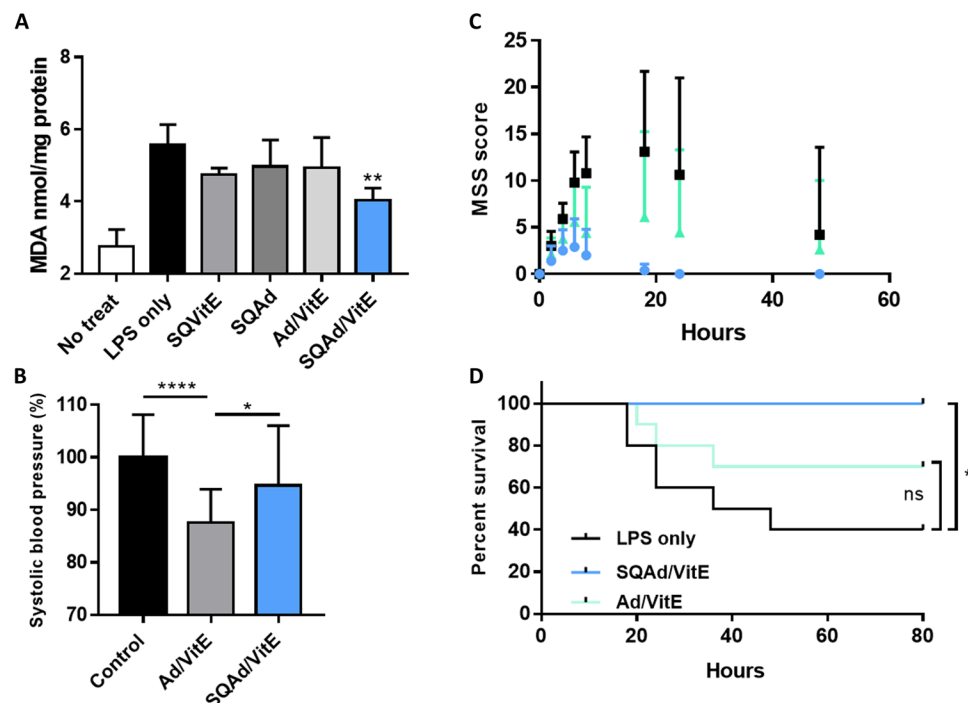 A
MDA nmol/mg protein
8
6
4
2
**
No treat
LPS only
SQVitE
SQAd
Ad/VitE
SQAd/VitE
B
Systolic blood pressure (%)
110
100
90
80
70
****
*
Control
Ad/VitE
SQAd/VitE
C
MSS score
25
20
15
10
5
0
0
20
40
60
Hours
D
Percent survival
100
80
60
40
20
0
LPS only
SQAd/VitE
Ad/VitE
ns
*
0
20
40
60
80
Hours